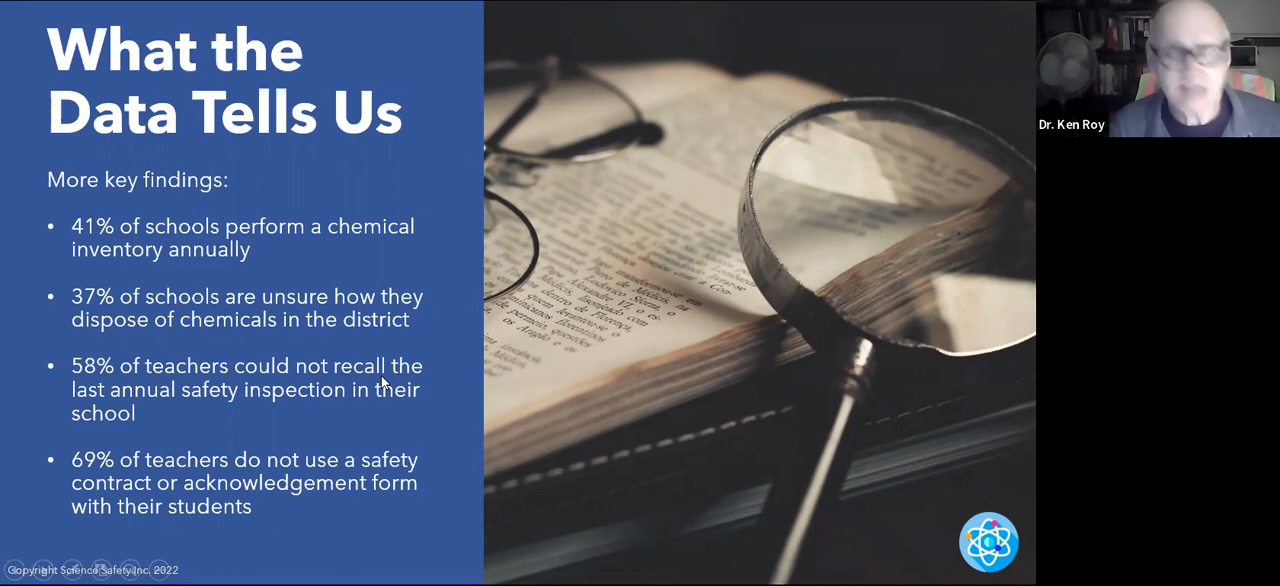 What the
Data Tells Us
More key findings:
• 41% of schools perform a chemical
inventory annually
• 37% of schools are unsure how they
dispose of chemicals in the district
• 58% of teachers could not recall the
last annual safety inspection in their
school
• 69% of teachers do not use a safety
contract or acknowledgement form
with their students
Copyright Science Safety Inc. 2022
Dr. Ken Roy